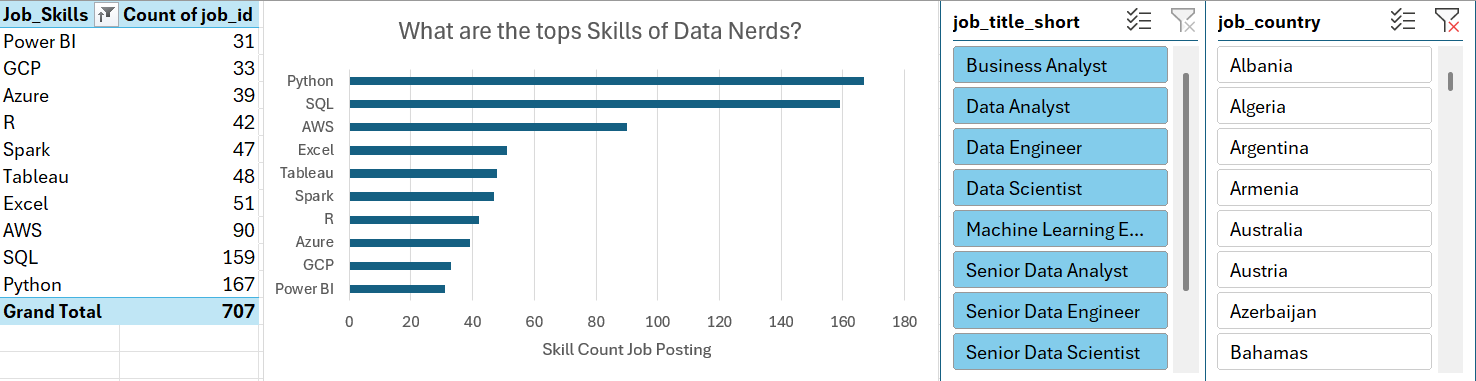 Job_Skills Count of job_id
Power BI 31
GCP 33
Azure 39
R 42
Spark 47
Tableau 48
Excel 51
AWS 90
SQL 159
Python 167
Grand Total 707
What are the tops Skills of Data Nerds?
Python
SQL
AWS
Excel
Tableau
Spark
R
Azure
GCP
Power BI
0 20 40 60 80 100 120 140 160 180
Skill Count Job Posting
job_title_short
Business Analyst
Data Analyst
Data Engineer
Data Scientist
Machine Learning E...
Senior Data Analyst
Senior Data Engineer
Senior Data Scientist
job_country
Albania
Algeria
Argentina
Armenia
Australia
Austria
Azerbaijan
Bahamas